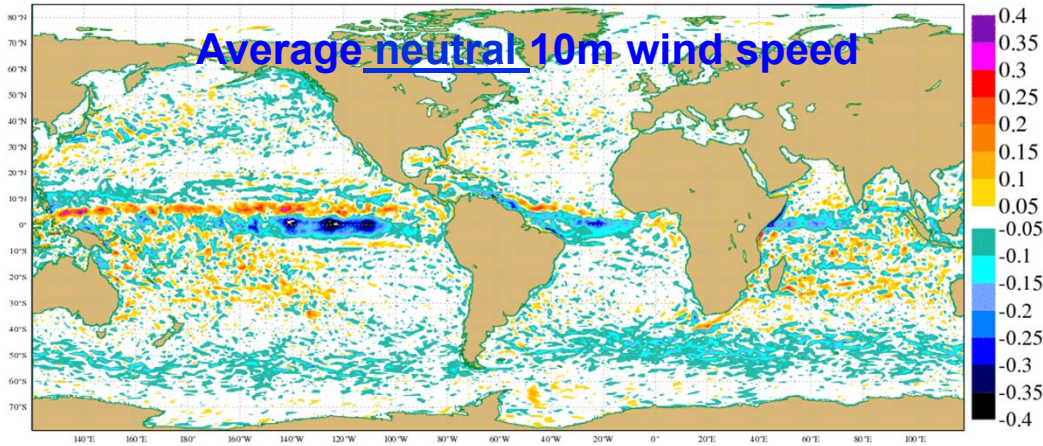 Average neutral 10m wind speed
80°N
70°N
60°N
50°N
40°N
30°N
20°N
10°N
0°
10°S
20°S
30°S
40°S
50°S
60°S
70°S
140°E 160°E 180°E 160°W 140°W 120°W 100°W 80°W 60°W 40°W 20°W 0° 20°E 40°E 60°E 80°E 100°E
0.4
0.35
0.3
0.25
0.2
0.15
0.1
0.05
-0.05
-0.1
-0.15
-0.2
-0.25
-0.3
-0.35
-0.4